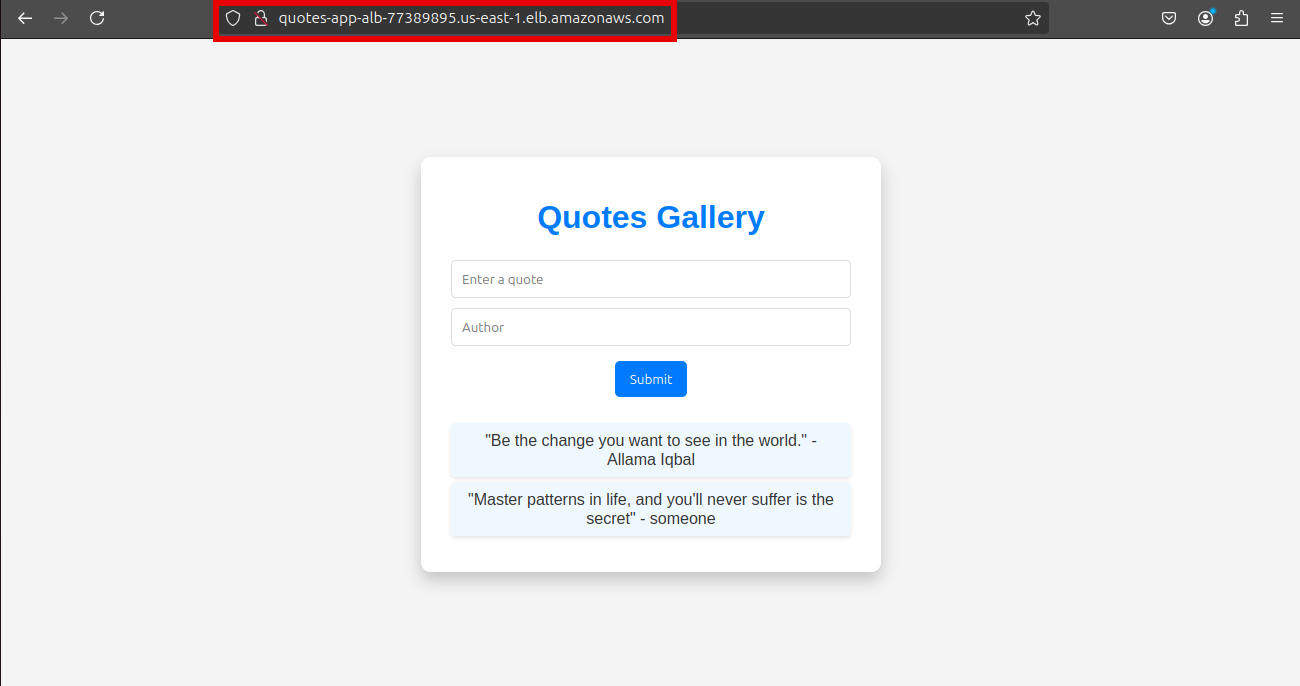 quotes-app-alb-77389895.us-east-1.elb.amazonaws.com
Quotes Gallery
Enter a quote
Author
Submit
"Be the change you want to see in the world." -
Allama Iqbal
"Master patterns in life, and you'll never suffer is the
secret" - someone